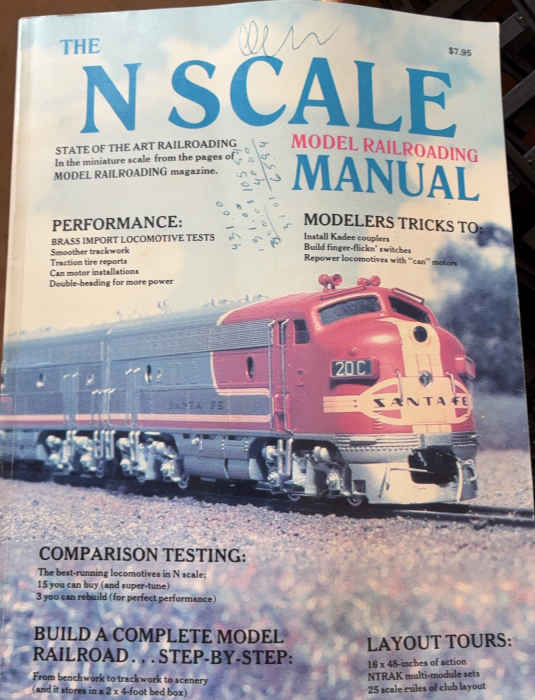 THE
$7.95
N SCALE
MODEL RAILROADING
MANUAL
STATE OF THE ART RAILROADING
In the miniature scale from the pages of
MODEL RAILROADING magazine.
PERFORMANCE:
BRASS IMPORT LOCOMOTIVE TESTS
Smoother trackwork
Traction tire reports
Can motor installations
Double-heading for more power
MODELERS TRICKS TO:
Install Kadee couplers
Build finger-flickn' switches
Repower locomotives with "can" motors
20C
SANTA FE
SANTA FE
COMPARISON TESTING:
The best-running locomotives in N scale;
15 you can buy (and super-tune)
3 you can rebuild (for perfect performance)
BUILD A COMPLETE MODEL
RAILROAD . . . STEP-BY-STEP:
From benchwork to trackwork to scenery
(and it stores in a 2 x 4-foot bed box)
LAYOUT TOURS:
16 x 48-inches of action
NTRAK multi-module sets
25 scale miles of club layout